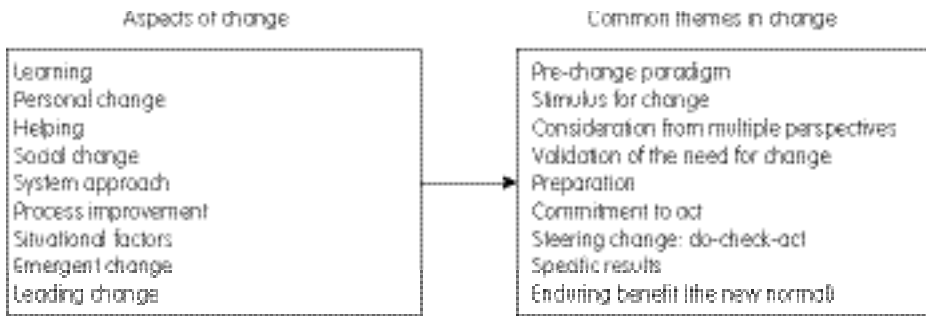 Aspects of change
Learning
Personal change
Helping
Social change
System approach
Process improvement
Situational factors
Emergent change
Leading change
Common themes in change
Pre-change paradigm
Stimulus for change
Consideration from multiple perspectives
Validation of the need for change
Preparation
Commitment to act
Steering change: do-check-act
Specific results
Enduring benefit (the new normal)